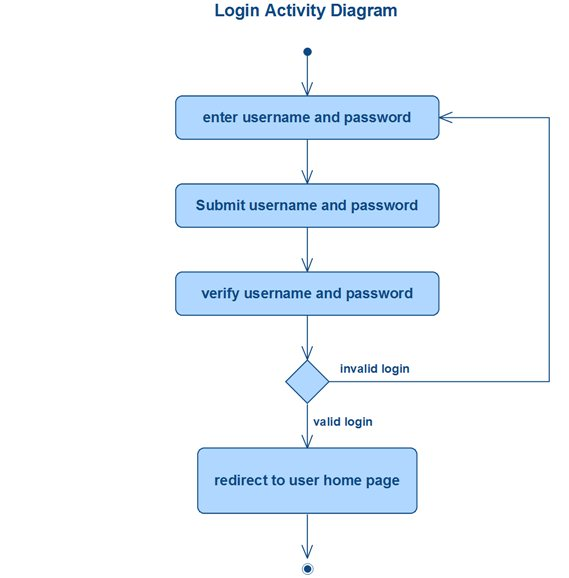 Login Activity Diagram
enter username and password
Submit username and password
verify username and password
invalid login
valid login
redirect to user home page